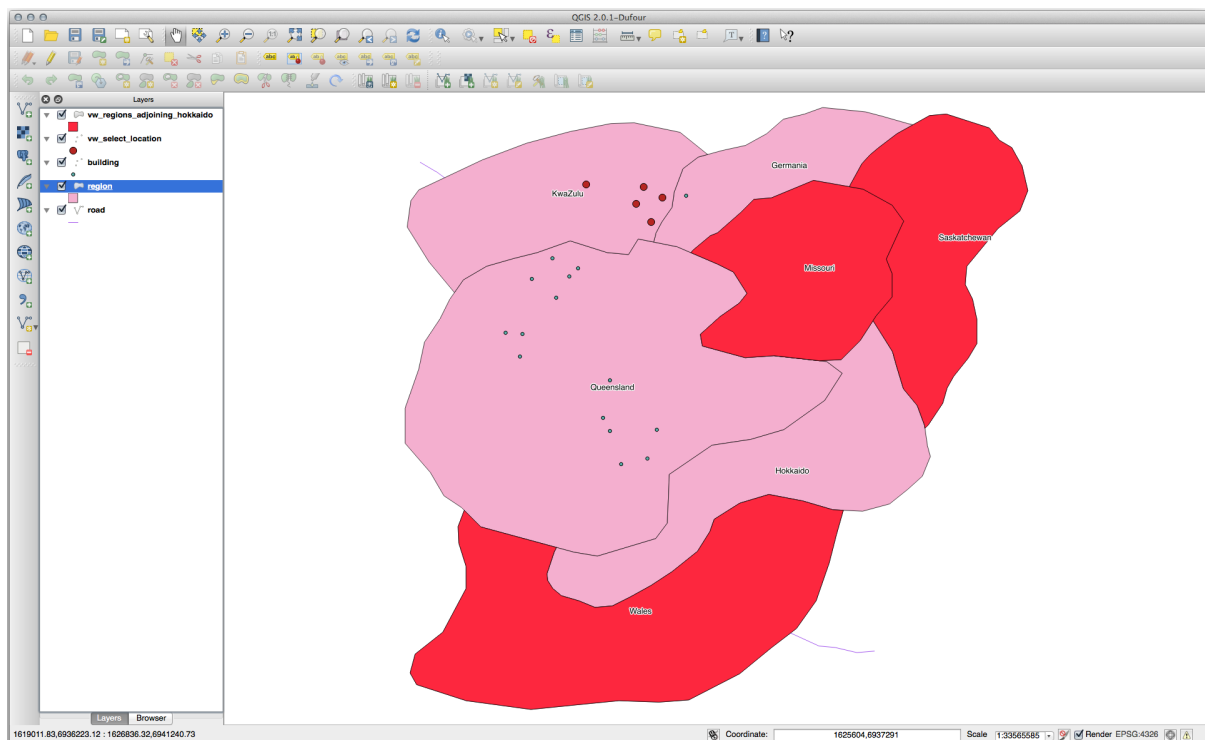 QGIS 2.0.1-Dufour
Layers
vw_regions_adjoining_hokkaido
vw_select_location
building
region
road
Germania
KwaZulu
Saskatchewan
Missouri
Queensland
Hokkaido
Wales
Layers Browser
1619011.83,6936223.12 : 1626836.32,6941240.73
Coordinate: 1625604,6937291 Scale 1:33565585 Render EPSG:4326